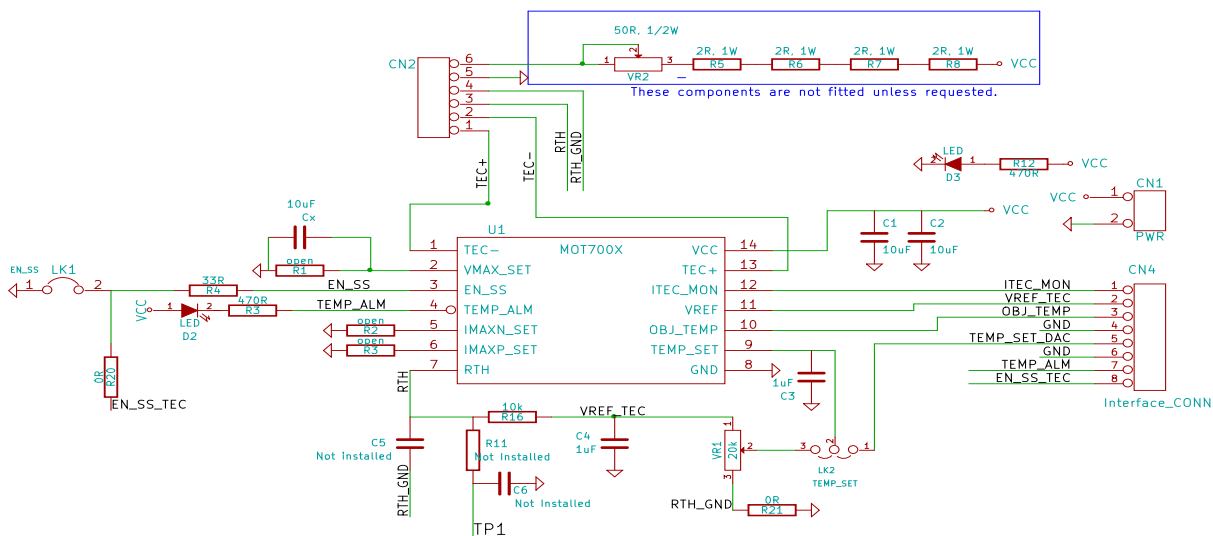 50R, 1/2W
1
2
3
VR2
2R, 1W
R5
2R, 1W
R6
2R, 1W
R7
2R, 1W
R8
VCC
These components are not fitted unless requested.
CN2
6
5
4
3
2
1
TEC+
TEC-
RTH
RTH_GND
LED
2
1
D3
R12
470R
VCC
VCC
CN1
1
2
PWR
10uF
Cx
open
R1
EN_SS
LK1
1
2
33R
R4
EN_SS
VCC
1
2
LED
D2
470R
R3
TEMP_ALM
open
R2
open
R3
0R
R20
EN_SS_TEC
U1
MOT700X
1 TEC-
2 VMAX_SET
3 EN_SS
4 TEMP_ALM
5 IMAXN_SET
6 IMAXP_SET
7 RTH
VCC 14
TEC+ 13
ITEC_MON 12
VREF 11
OBJ_TEMP 10
TEMP_SET 9
GND 8
VCC
C1
10uF
C2
10uF
CN4
ITEC_MON 1
VREF_TEC 2
OBJ_TEMP 3
GND 4
TEMP_SET_DAC 5
GND 6
TEMP_ALM 7
EN_SS_TEC 8
Interface_CONN
1uF
C3
RTH
10k
R16
VREF_TEC
C5
Not Installed
RTH_GND
R11
Not Installed
C6
Not Installed
TP1
C4
1uF
VR1
20k
1
2
3
3
2
1
LK2
TEMP_SET
RTH_GND
0R
R21